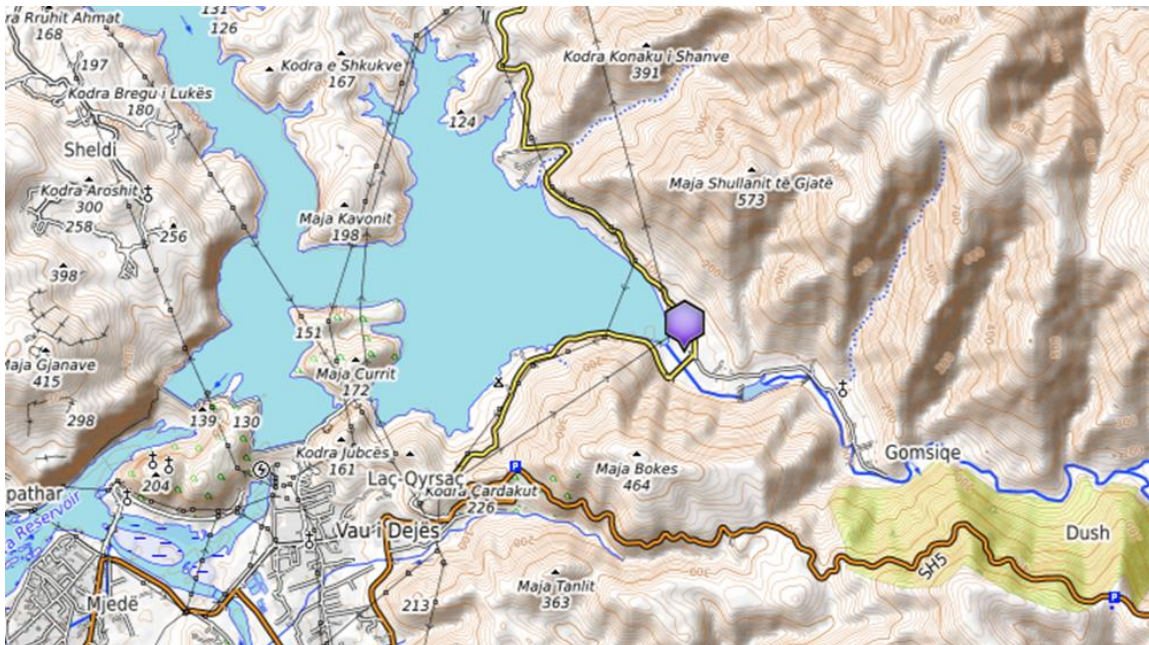 131
126
ra Rruhit Ahmat
168
197
Kodra e Shkukve
167
Kodra Konaku i Shanve
391
Kodra Bregu i Lukës
180
124
Sheldi
Kodra Aroshit
300
258
256
Maja Shullanit të Gjatë
573
Maja Kavonit
198
398
151
Maja Gjanave
415
Maja Currit
172
298
139
130
Kodra Jubcës
161
Laç-Qyrsaç
Gomsiqe
Maja Bokes
464
204
pathar
Kodra Çardakut
226
a Reservoir
Vau i Dejës
Dush
SH5
Maja Tanlit
363
Mjedë
213